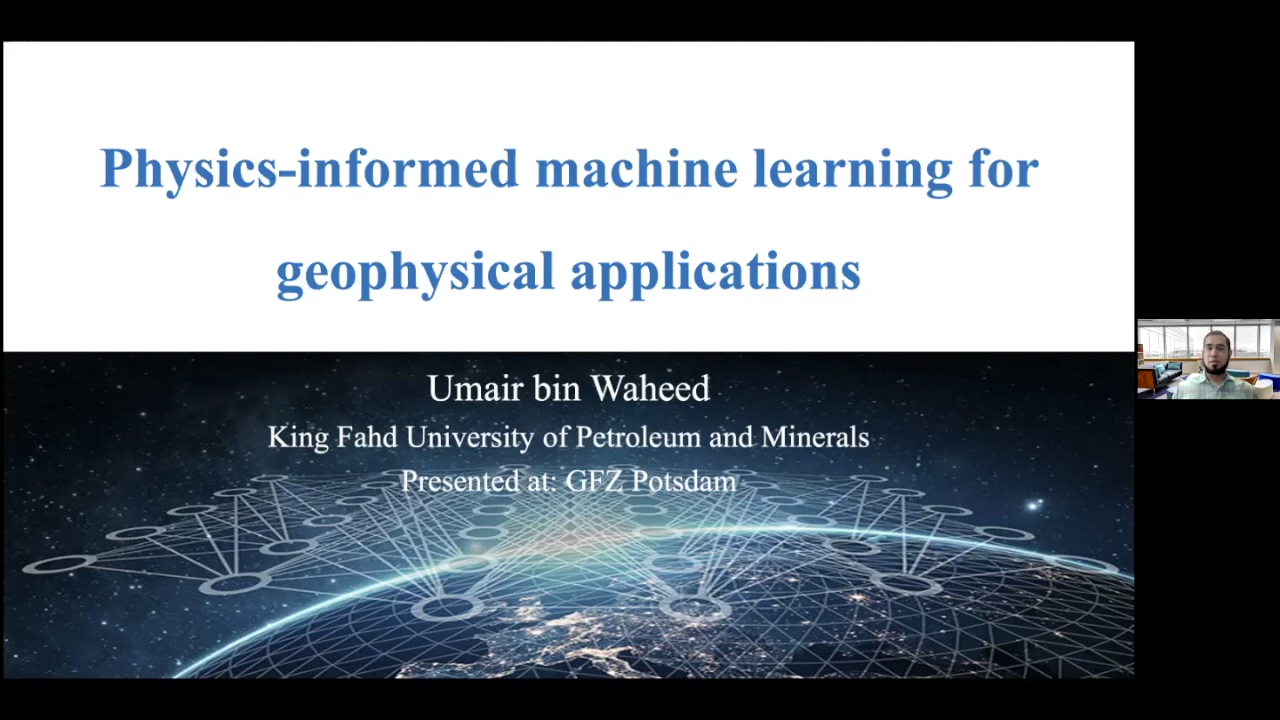 Physics-informed machine learning for
geophysical applications
Umair bin Waheed
King Fahd University of Petroleum and Minerals
Presented at: GFZ Potsdam